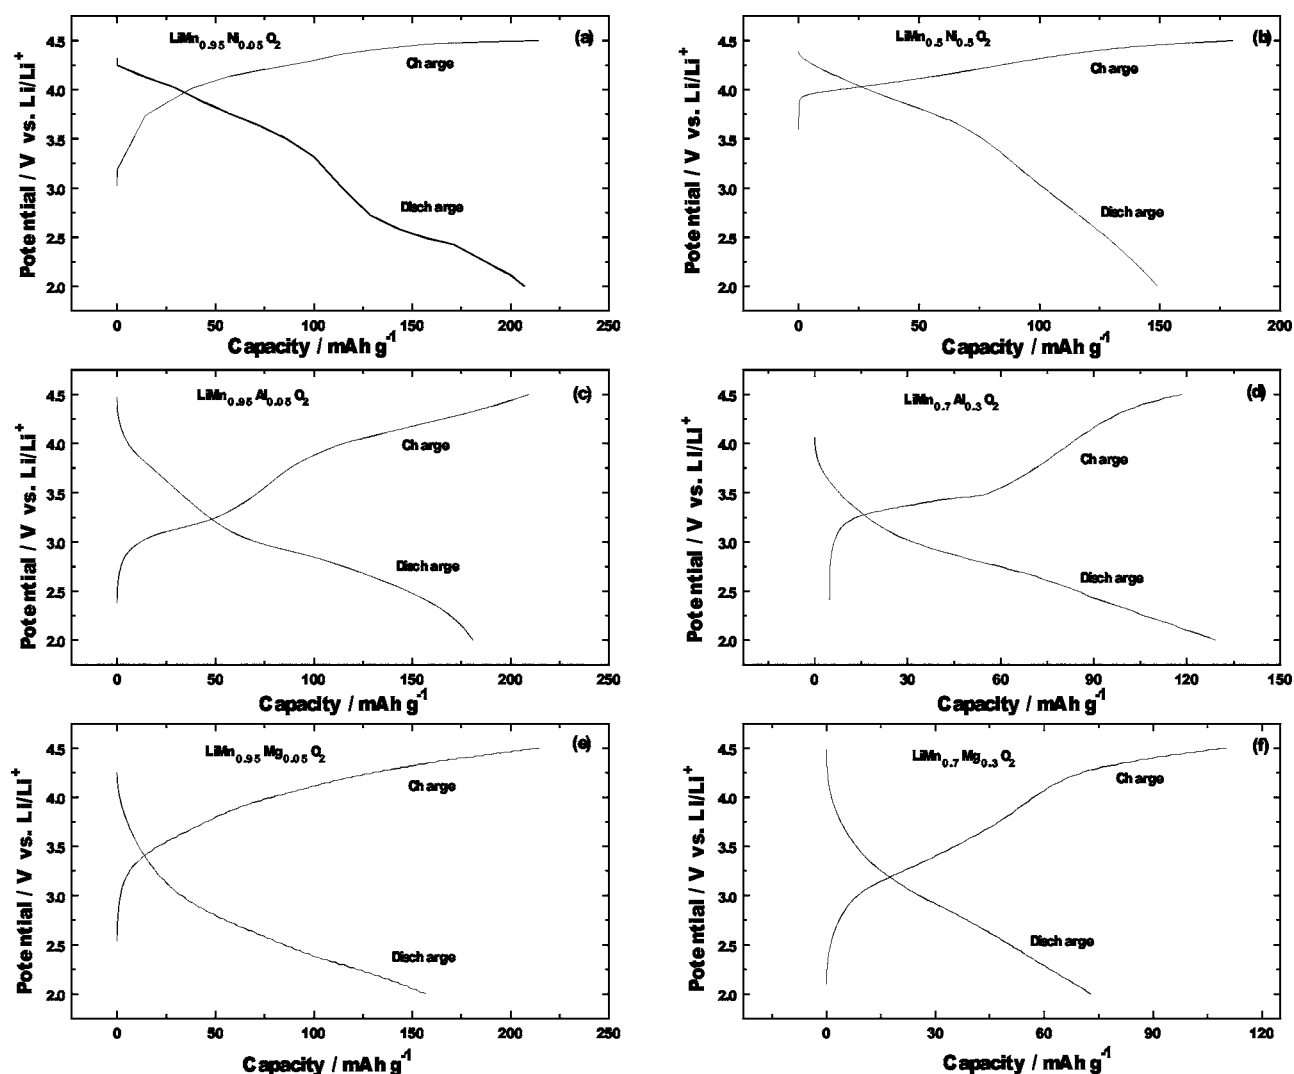 LiMn0.95Ni0.05O2 (a)
Charge
Discharge
4.5
4.0
3.5
3.0
2.5
2.0
Potential / V vs. Li/Li+
0 50 100 150 200 250
Capacity / mAh g-1
LiMn0.5Ni0.5O2 (b)
Charge
Discharge
4.5
4.0
3.5
3.0
2.5
2.0
Potential / V vs. Li/Li+
0 50 100 150 200
Capacity / mAh g-1
LiMn0.95Al0.05O2 (c)
Charge
Discharge
4.5
4.0
3.5
3.0
2.5
2.0
Potential / V vs. Li/Li+
0 50 100 150 200 250
Capacity / mAh g-1
LiMn0.7Al0.3O2 (d)
Charge
Discharge
4.5
4.0
3.5
3.0
2.5
2.0
Potential / V vs. Li/Li+
0 30 60 90 120 150
Capacity / mAh g-1
LiMn0.95Mg0.05O2 (e)
Charge
Discharge
4.5
4.0
3.5
3.0
2.5
2.0
Potential / V vs. Li/Li+
0 50 100 150 200 250
Capacity / mAh g-1
LiMn0.7Mg0.3O2 (f)
Charge
Discharge
4.5
4.0
3.5
3.0
2.5
2.0
Potential / V vs. Li/Li+
0 30 60 90 120
Capacity / mAh g-1